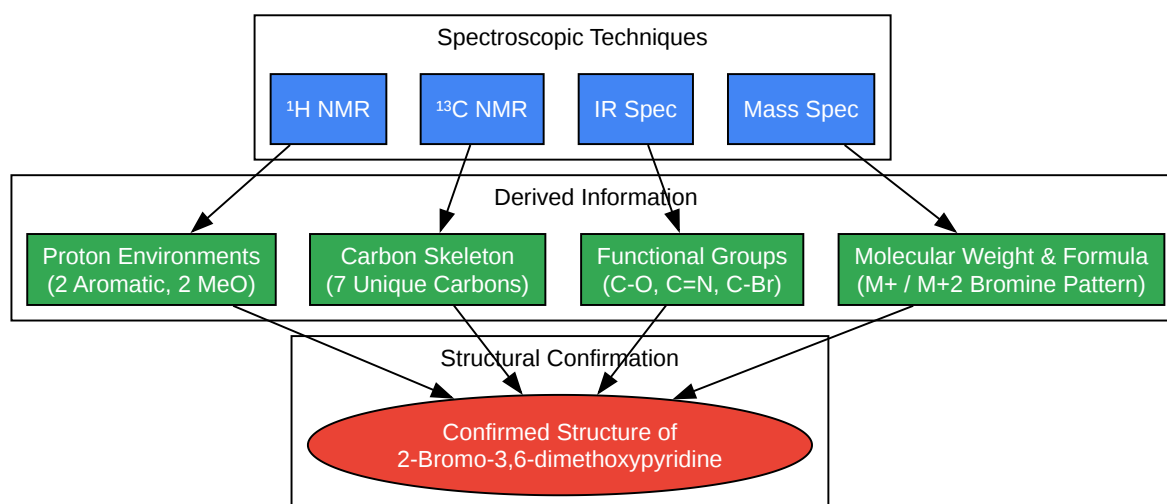 Spectroscopic Techniques
¹H NMR
¹³C NMR
IR Spec
Mass Spec
Derived Information
Proton Environments
(2 Aromatic, 2 MeO)
Carbon Skeleton
(7 Unique Carbons)
Functional Groups
(C-O, C=N, C-Br)
Molecular Weight & Formula
(M+ / M+2 Bromine Pattern)
Structural Confirmation
Confirmed Structure of
2-Bromo-3,6-dimethoxypyridine